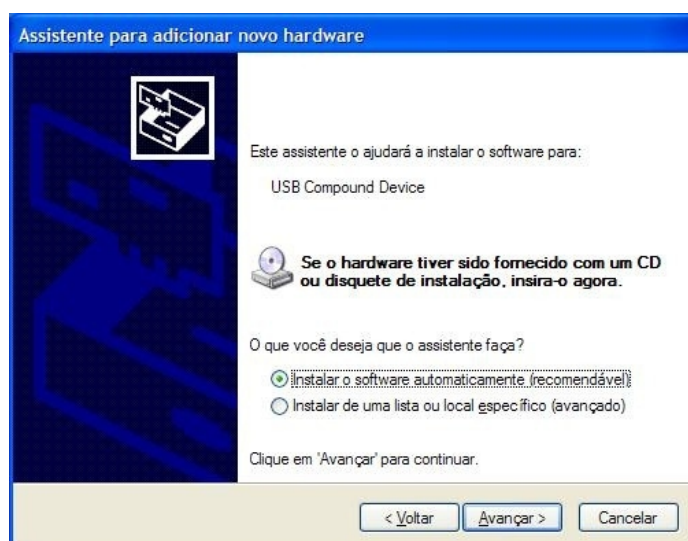 Assistente para adicionar novo hardware
Este assistente o ajudará a instalar o software para:
USB Compound Device
Se o hardware tiver sido fornecido com um CD
ou disquete de instalação, insira-o agora.
O que você deseja que o assistente faça?
Instalar o software automaticamente (recomendável)
Instalar de uma lista ou local específico (avançado)
Clique em 'Avançar' para continuar.
< Voltar
Avançar >
Cancelar